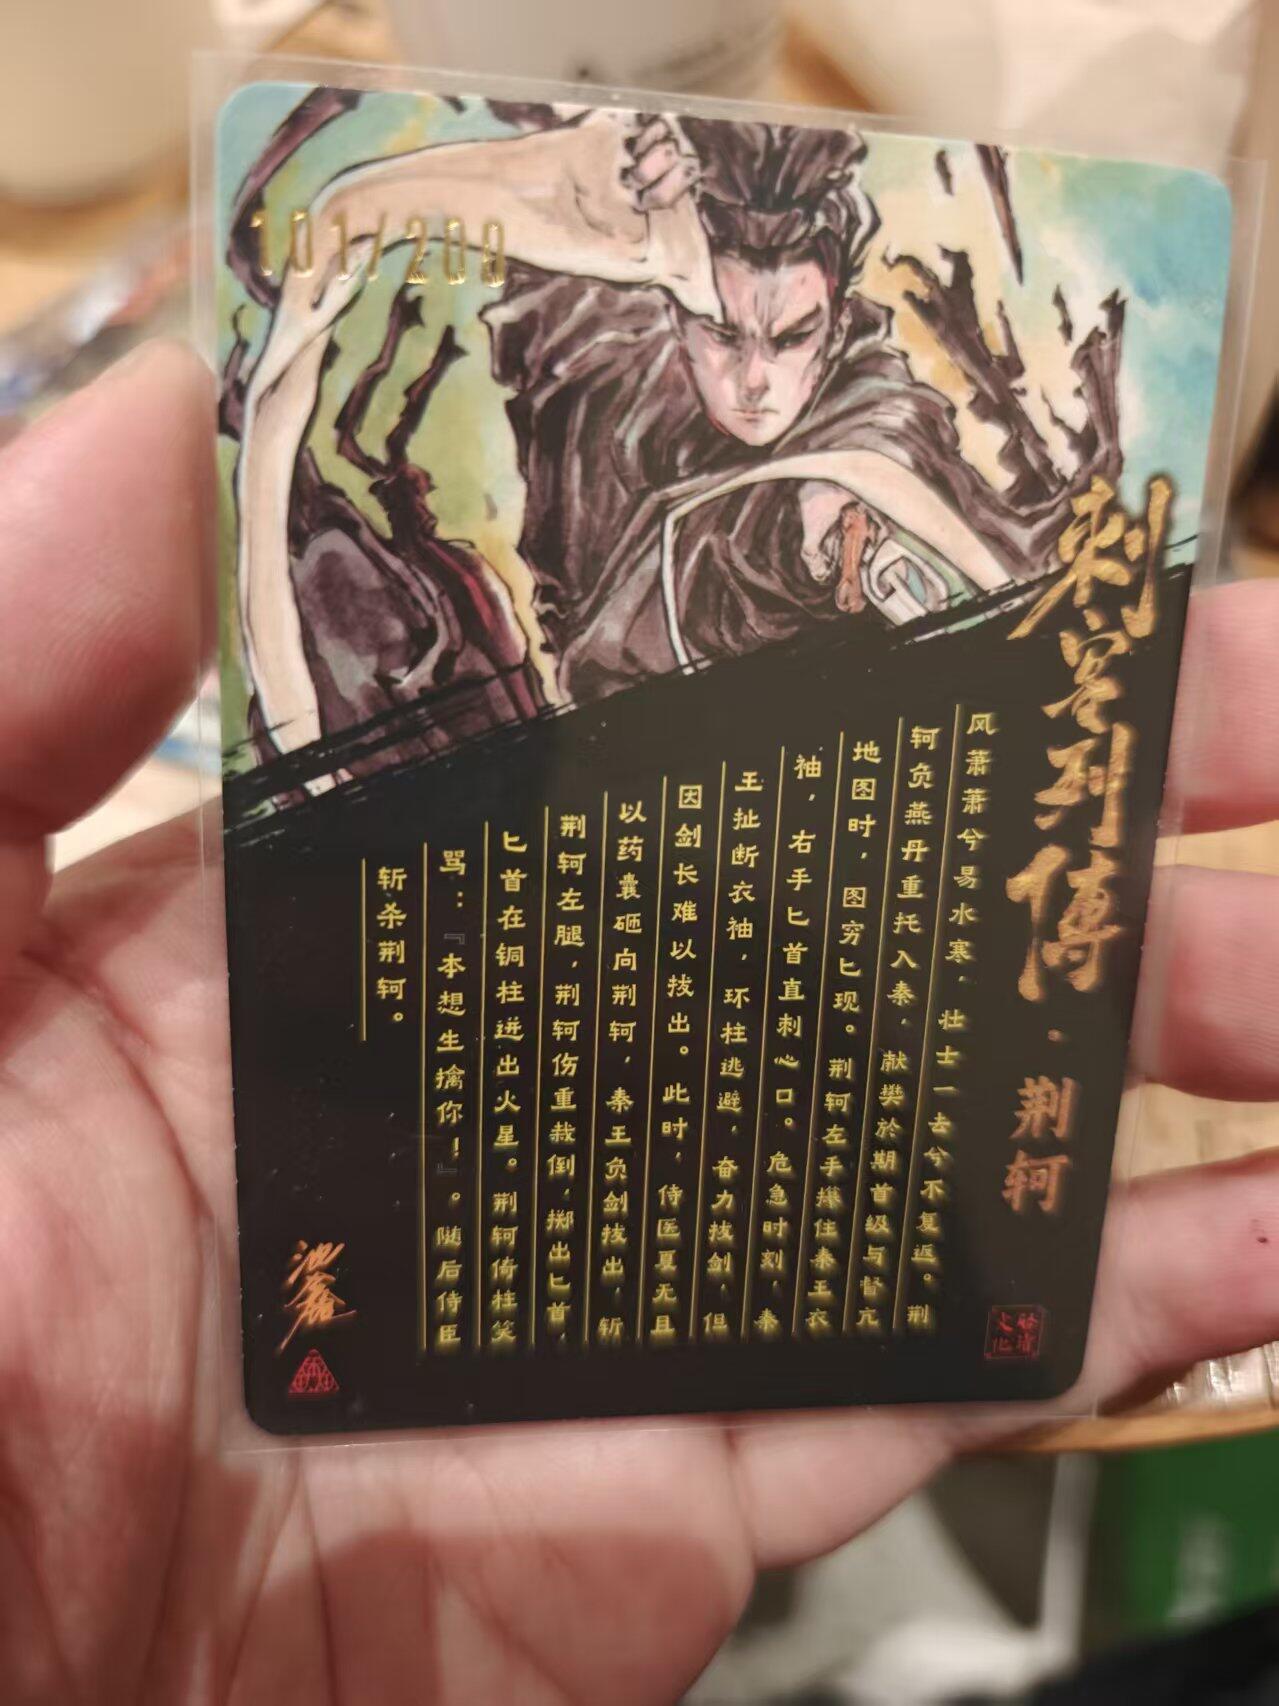 101/200
刺客列傳·荆轲
风萧萧兮易水寒，壮士一去兮不复返。荆
轲负燕丹重托入秦，献樊於期首级与督亢
地图时，图穷匕现。荆轲左手揪住秦王衣
袖，右手匕首直刺心口。危急时刻，秦
王扯断衣袖，环柱逃避，奋力拔剑，但
因剑长难以拔出。此时，侍医夏无且
以药囊砸向荆轲，秦王负剑拔出，斩
荆轲左腿，荆轲伤重栽倒，掷出匕首，
匕首在铜柱迸出火星。荆轲倚柱笑
骂：『本想生擒你！』。随后侍臣
斩杀荆轲。